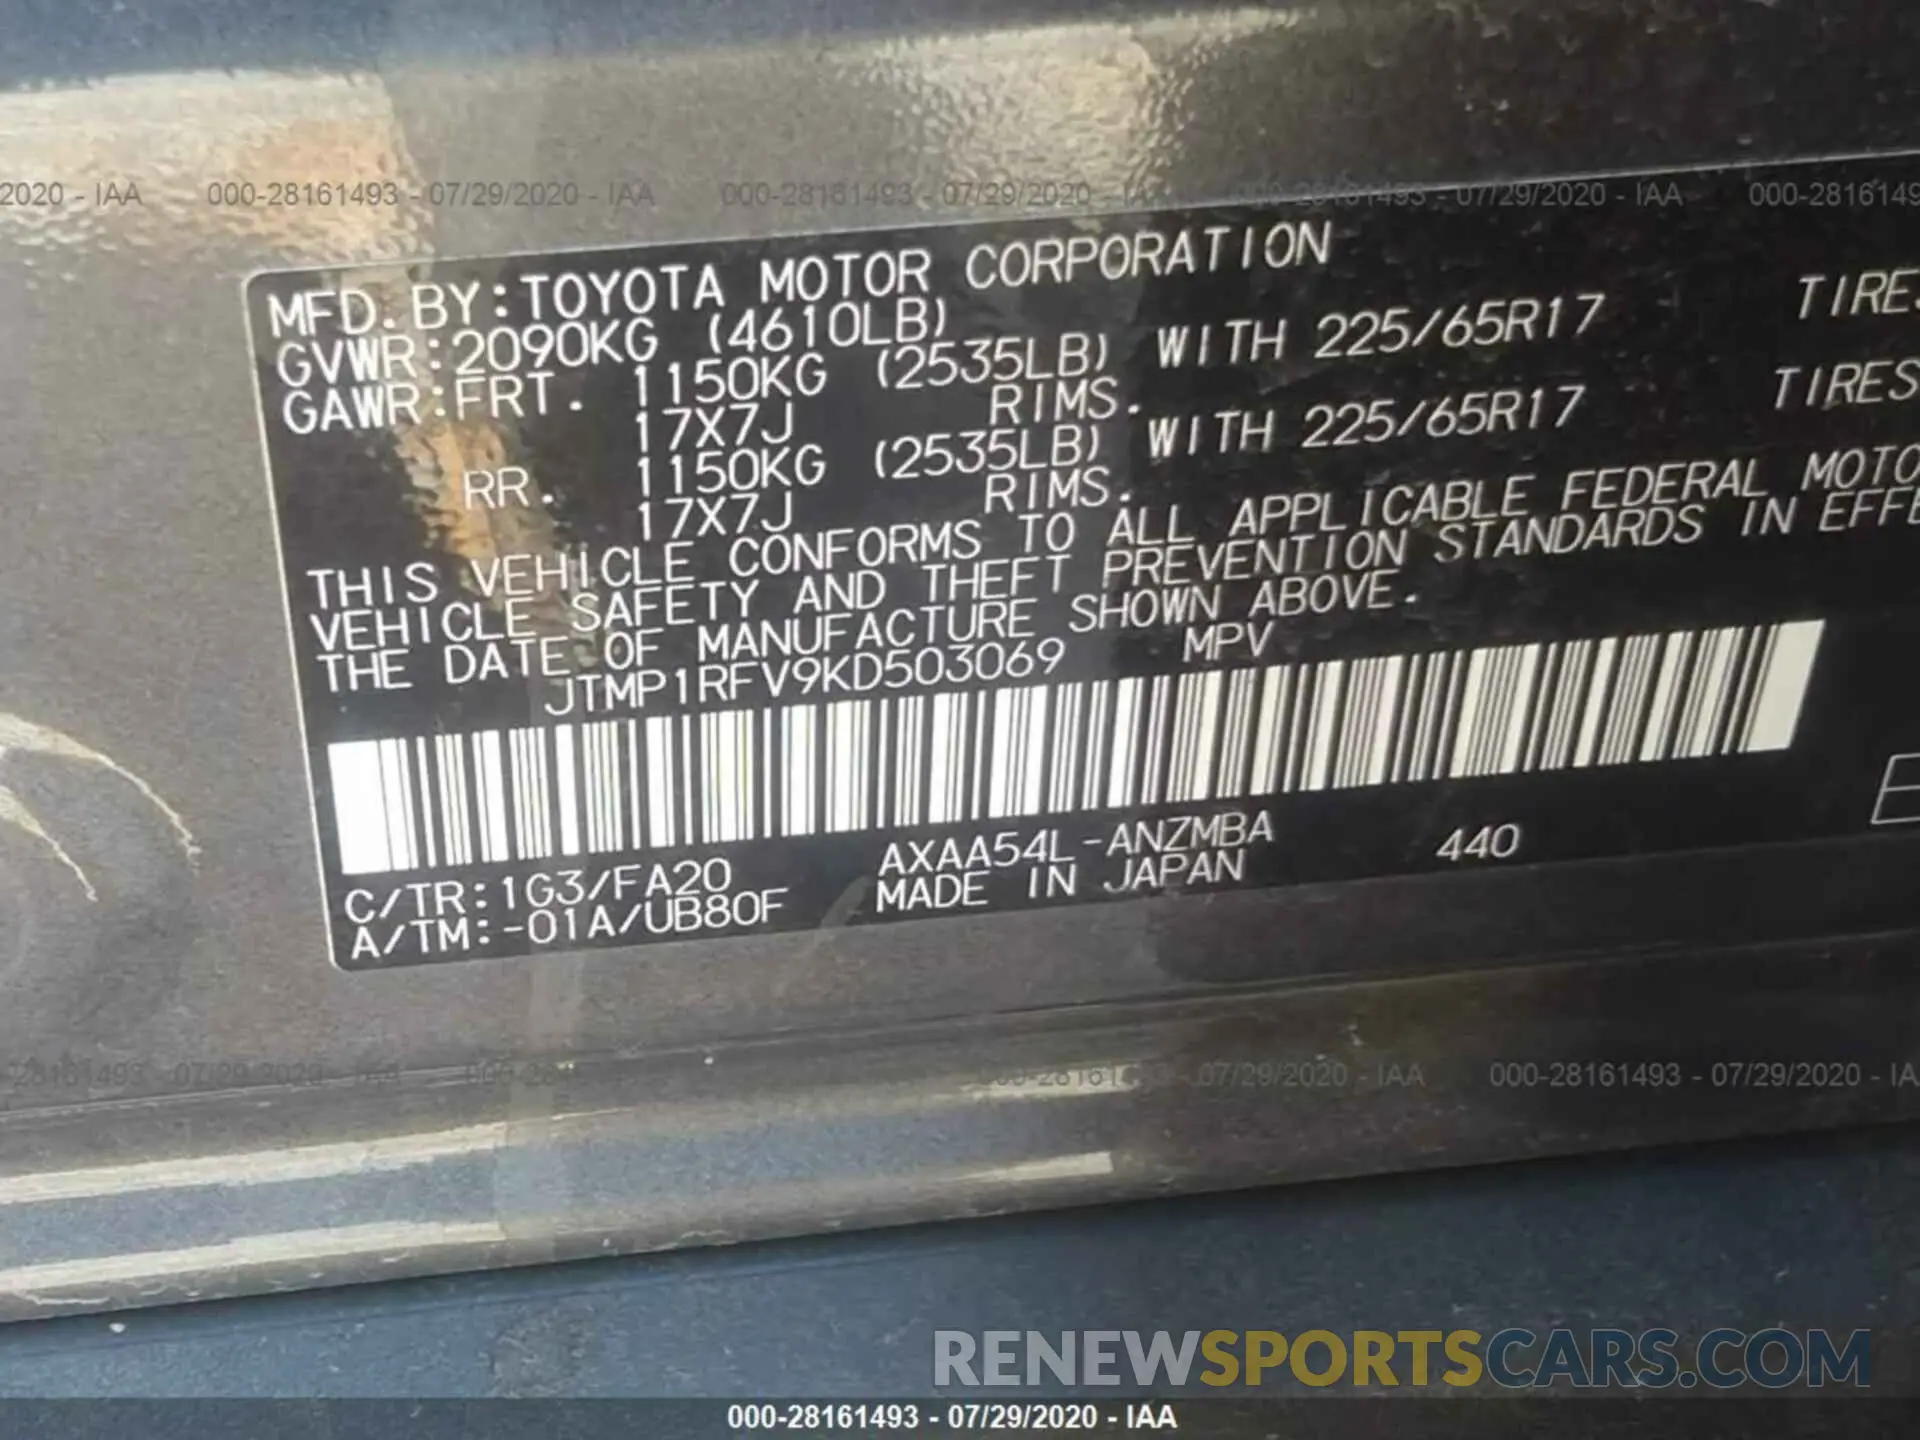 2020 - IAA 000-28161493 - 07/29/2020 - IAA 000-28161493 - 07/29/2020 - IAA 000-28161493 - 07/29/2020 - IAA 000-2816149
MFD. BY:TOYOTA MOTOR CORPORATION
GVWR:2090KG (4610LB)
GAWR:FRT. 1150KG (2535LB) WITH 225/65R17 TIRES
17X7J RIMS.
RR. 1150KG (2535LB) WITH 225/65R17 TIRES
17X7J RIMS.
THIS VEHICLE CONFORMS TO ALL APPLICABLE FEDERAL MOTO
VEHICLE SAFETY AND THEFT PREVENTION STANDARDS IN EFFE
THE DATE OF MANUFACTURE SHOWN ABOVE.
JTMP1RFV9KD503069 MPV
C/TR:1G3/FA20 AXAA54L-ANZMBA 440
A/TM:-01A/UB80F MADE IN JAPAN
28161493 - 07/29/2020 - IAA 07/29/2020 - IAA 000-28161493 - 07/29/2020 - IA
RENEWSPORTSCARS.COM
000-28161493 - 07/29/2020 - IAA